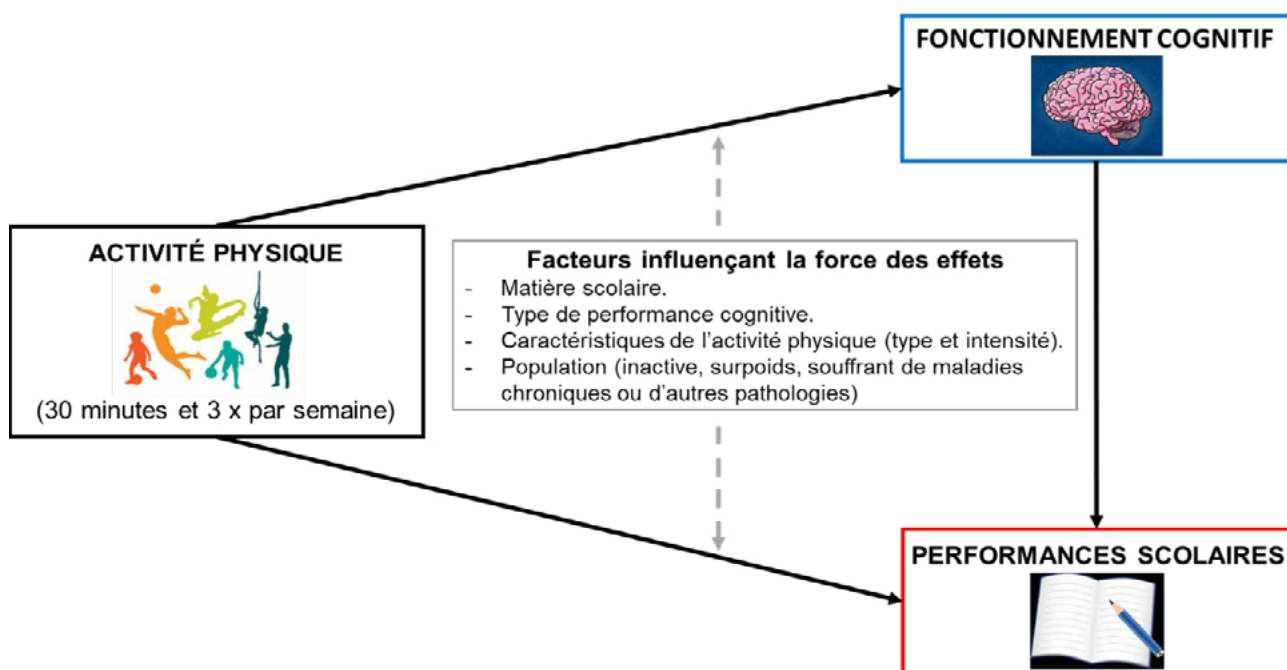 FONCTIONNEMENT COGNITIF
ACTIVITÉ PHYSIQUE
(30 minutes et 3 x par semaine)
Facteurs influençant la force des effets
- Matière scolaire.
- Type de performance cognitive.
- Caractéristiques de l’activité physique (type et intensité).
- Population (inactive, surpoids, souffrant de maladies
chroniques ou d’autres pathologies)
PERFORMANCES SCOLAIRES